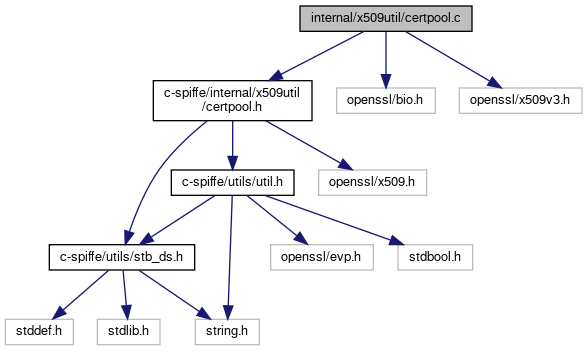 internal/x509util/certpool.c
c-spiffe/internal/x509util
/certpool.h
openssl/bio.h
openssl/x509v3.h
c-spiffe/utils/util.h
openssl/x509.h
c-spiffe/utils/stb_ds.h
openssl/evp.h
stdbool.h
stddef.h
stdlib.h
string.h